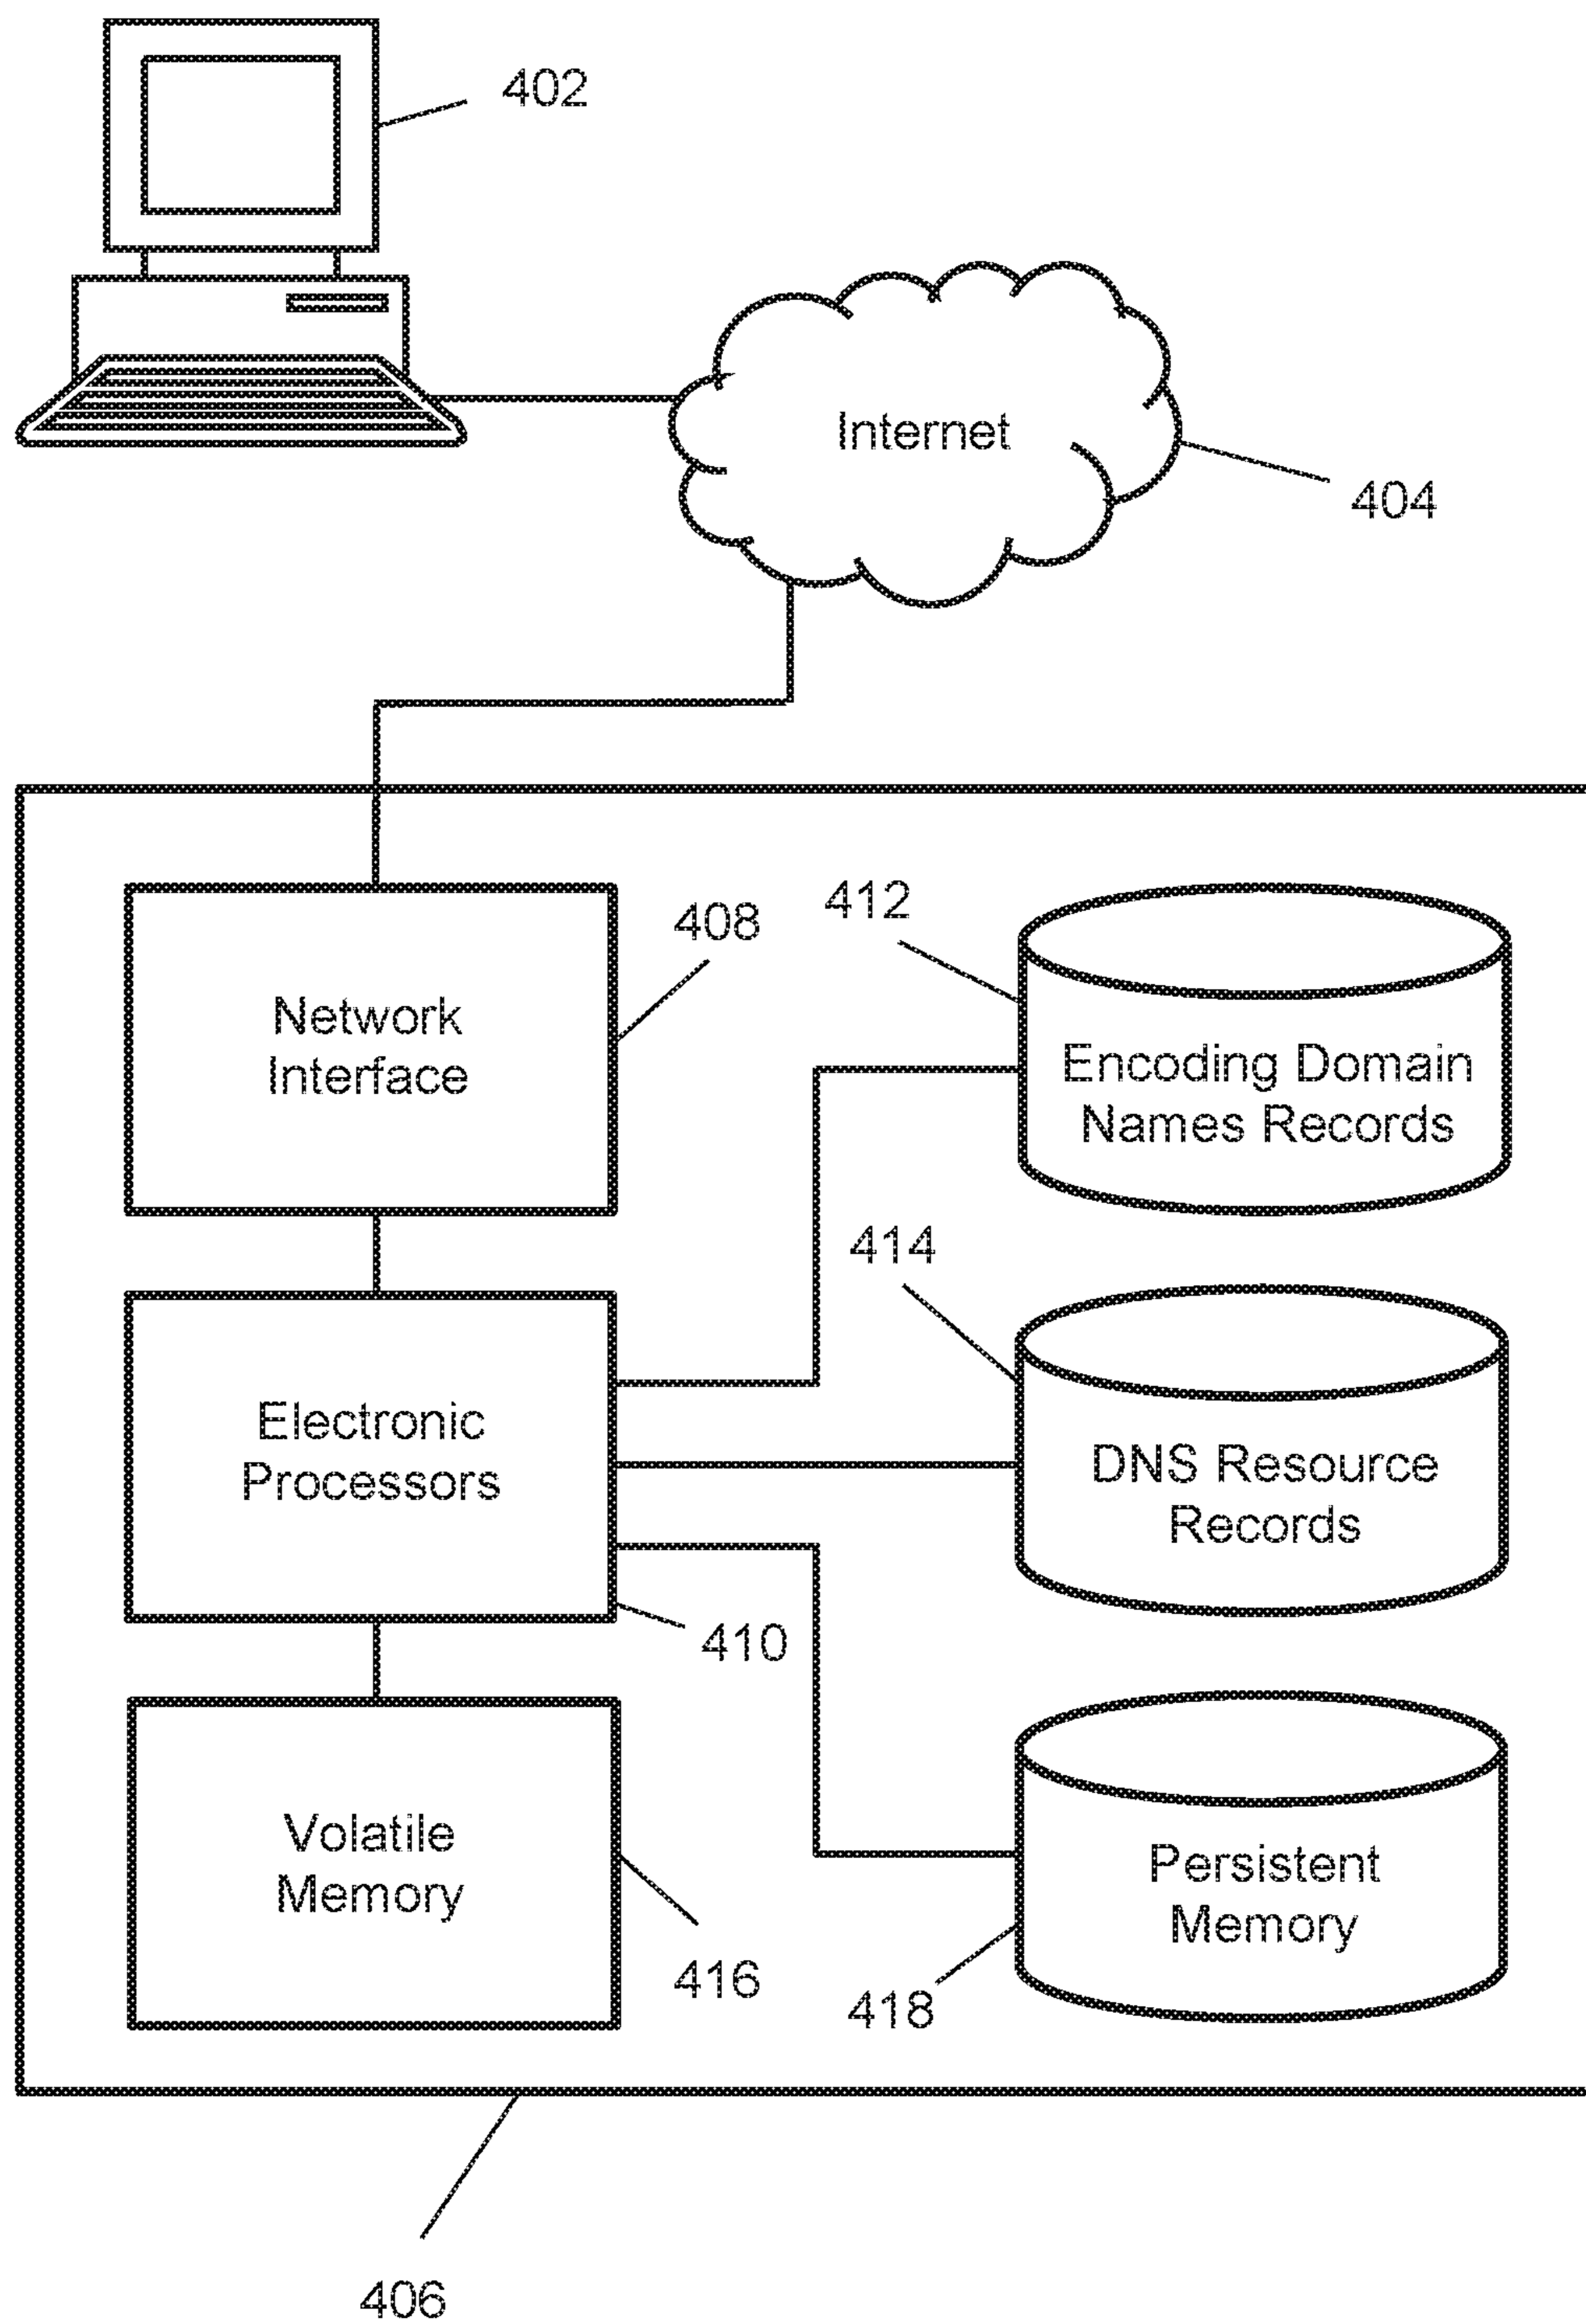 402
Internet
404
408
412
Network
Interface
Encoding Domain
Names Records
414
Electronic
Processors
DNS Resource
Records
410
Volatile
Memory
Persistent
Memory
416
418
406